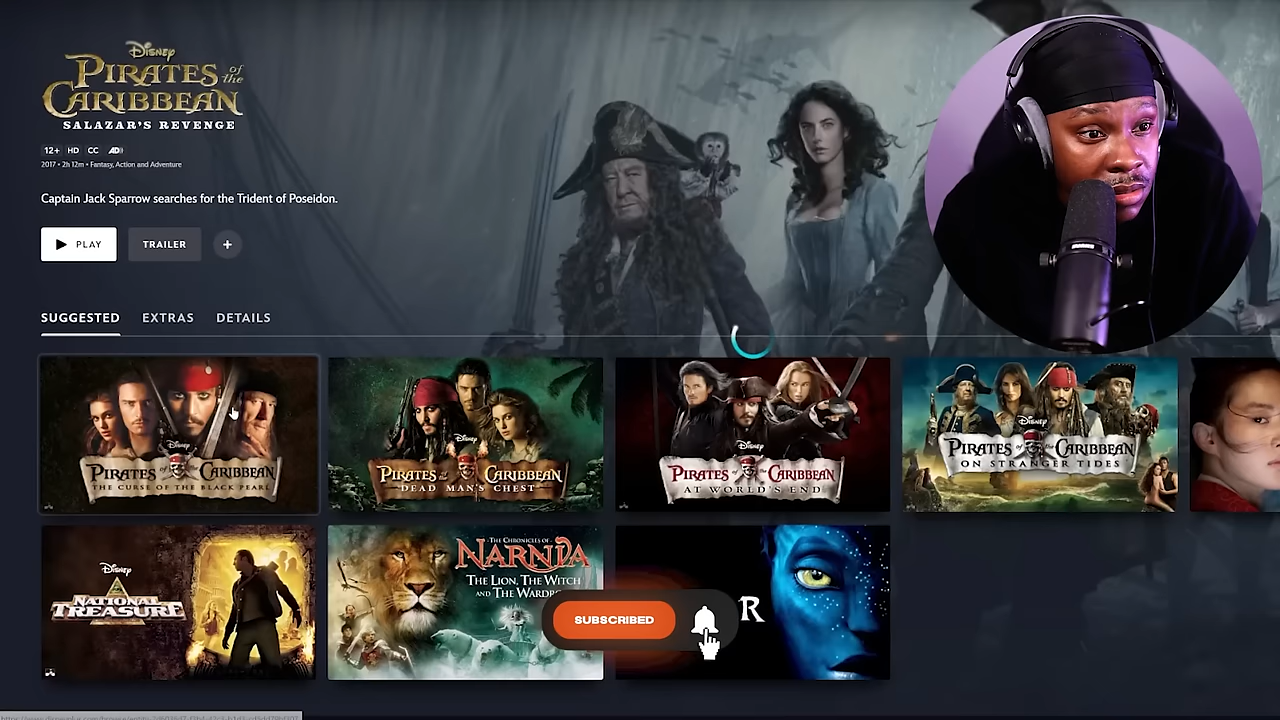 Disney
PIRATES of the
CARIBBEAN
SALAZAR'S REVENGE
12+ HD CC AD
2017 • 2h 12m • Fantasy, Action and Adventure
Captain Jack Sparrow searches for the Trident of Poseidon.
PLAY
TRAILER
+
SUGGESTED
EXTRAS
DETAILS
Disney
PIRATES of the CARIBBEAN
THE CURSE OF THE BLACK PEARL
Disney
PIRATES of the CARIBBEAN
DEAD MAN'S CHEST
Disney
PIRATES of the CARIBBEAN
AT WORLD'S END
Disney
PIRATES of the CARIBBEAN
ON STRANGER TIDES
Disney
NATIONAL
TREASURE
THE CHRONICLES OF
NARNIA
THE LION, THE WITCH
AND THE WARDRO
R
SUBSCRIBED